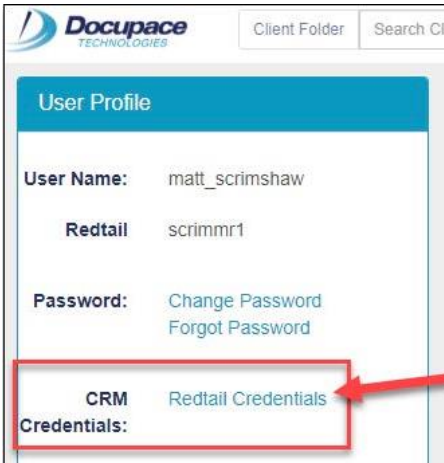 Docupace
TECHNOLOGIES
Client Folder
Search Cl
User Profile
User Name: matt_scrimshaw
Redtail scrimmr1
Password: Change Password
Forgot Password
CRM Redtail Credentials
Credentials: